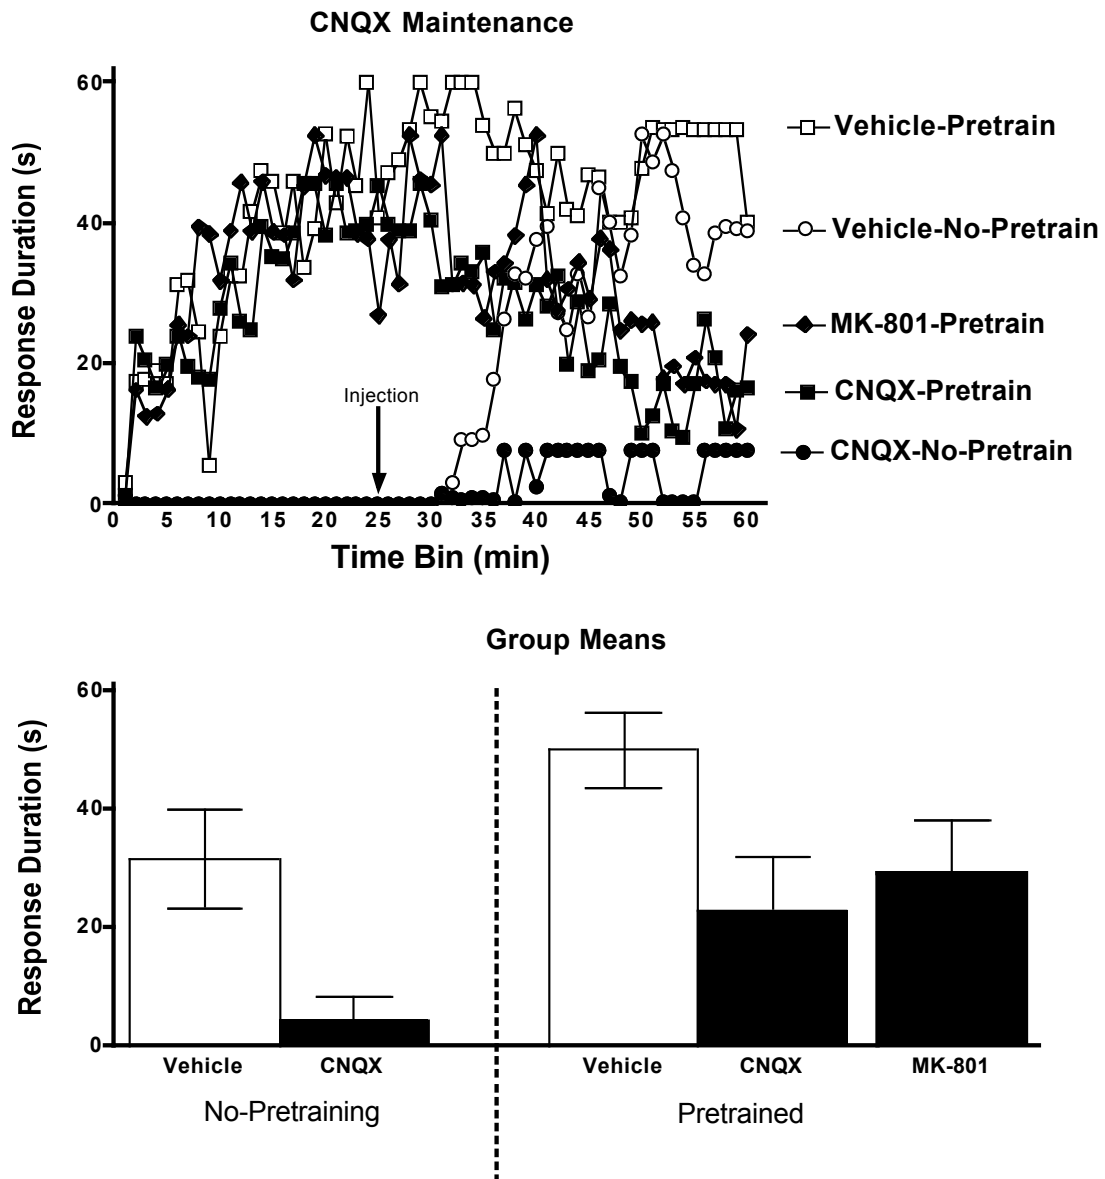 CNQX Maintenance
Response Duration (s)
60
40
20
0
Injection
0 5 10 15 20 25 30 35 40 45 50 55 60
Time Bin (min)
Vehicle-Pretrain
Vehicle-No-Pretrain
MK-801-Pretrain
CNQX-Pretrain
CNQX-No-Pretrain
Group Means
Response Duration (s)
60
40
20
0
Vehicle CNQX Vehicle CNQX MK-801
No-Pretraining Pretrained